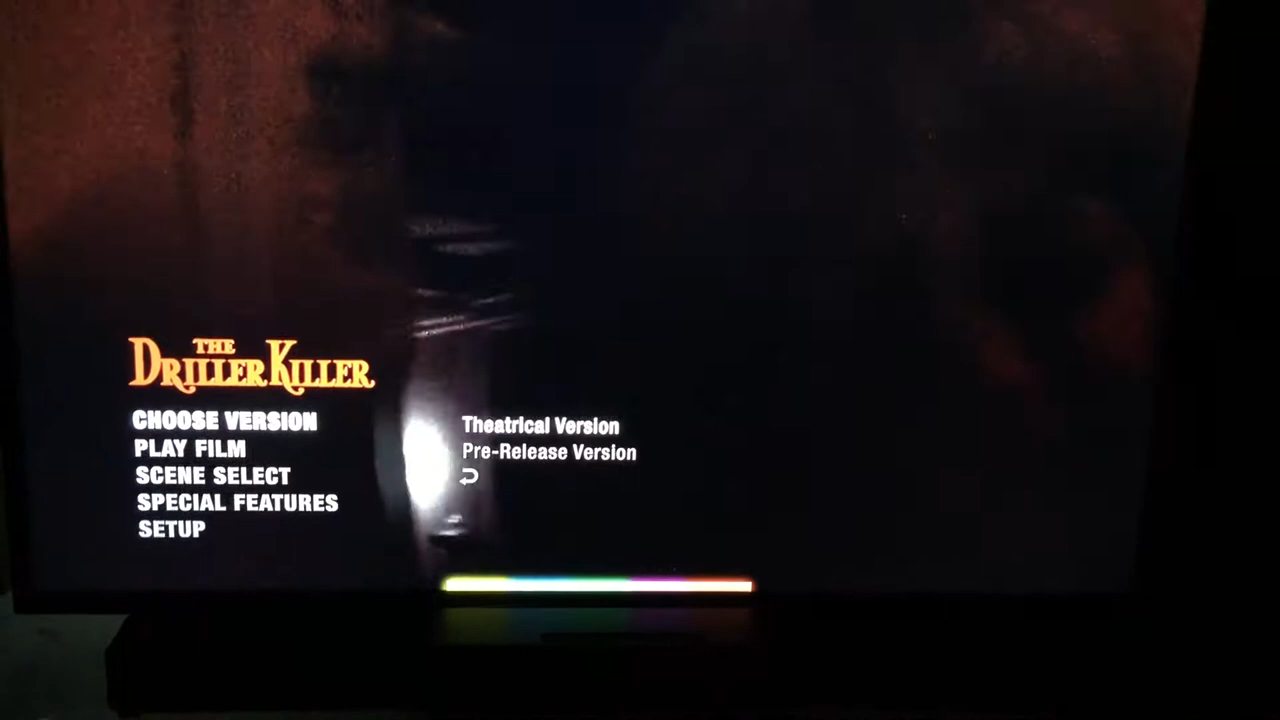 THE
DRILLER KILLER
CHOOSE VERSION
PLAY FILM
SCENE SELECT
SPECIAL FEATURES
SETUP
Theatrical Version
Pre-Release Version